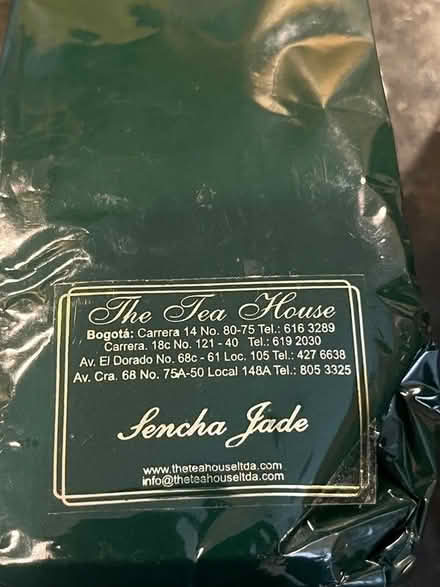 The Tea House
Bogotá: Carrera 14 No. 80-75 Tel.: 616 3289
Carrera. 18c No. 121 - 40 Tel.: 619 2030
Av. El Dorado No. 68c - 61 Loc. 105 Tel.: 427 6638
Av. Cra. 68 No. 75A-50 Local 148A Tel.: 805 3325
Sencha Jade
www.theteahouseltda.com
info@theteahouseltda.com